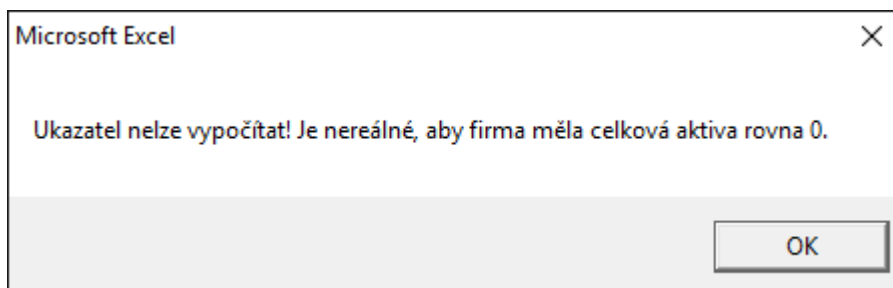 Microsoft Excel
Ukazatel nelze vypočítat! Je nereálné, aby firma měla celková aktiva rovna 0.
OK